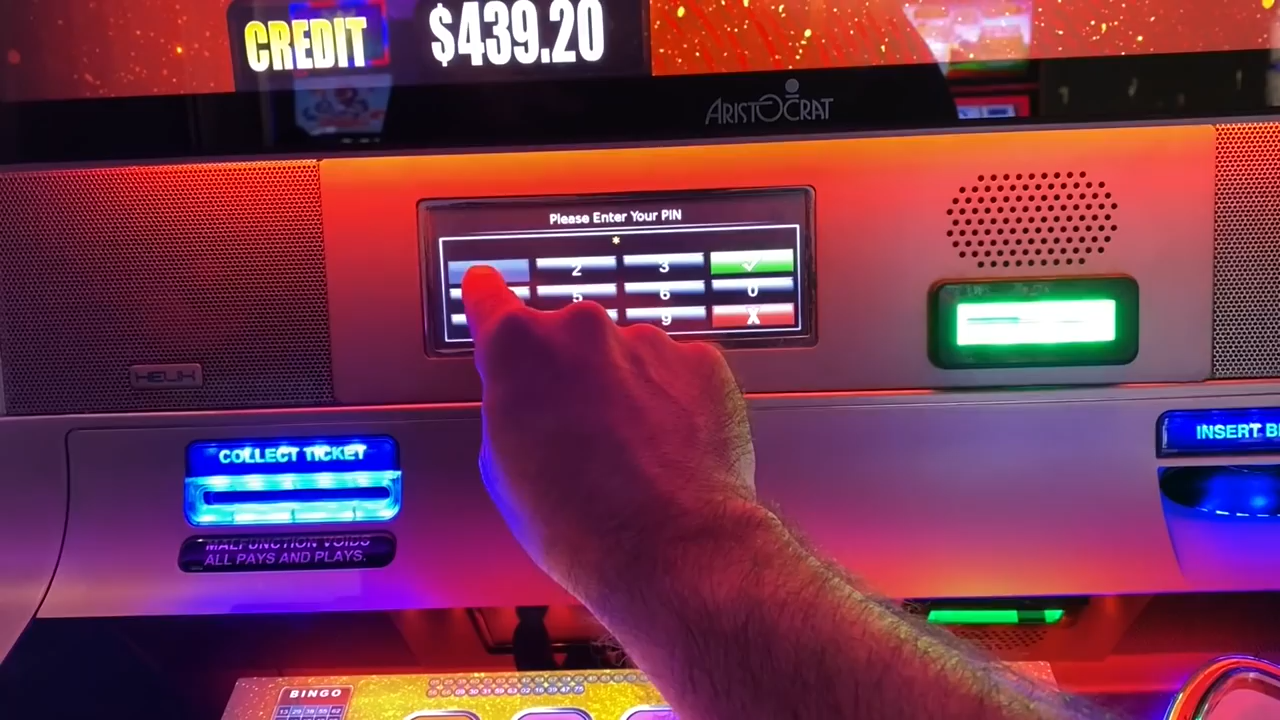 CREDIT $439.20
ARISTOCRAT
Please Enter Your PIN
*
2 3 ✓
5 6 0
9 X
HELIX
COLLECT TICKET
INSERT
MALFUNCTION VOIDS
ALL PAYS AND PLAYS.
BINGO